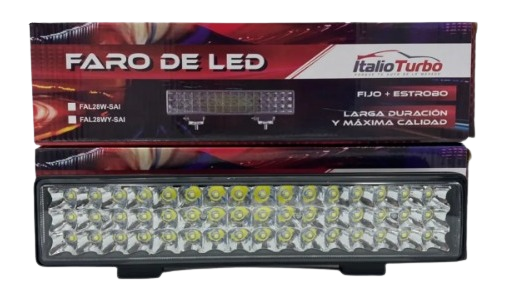 FARO DE LED
FAL28W-SAI
FAL28WY-SAI
ItalioTurbo
FIJO + ESTROBO
LARGA DURACIÓN
Y MÁXIMA CALIDAD